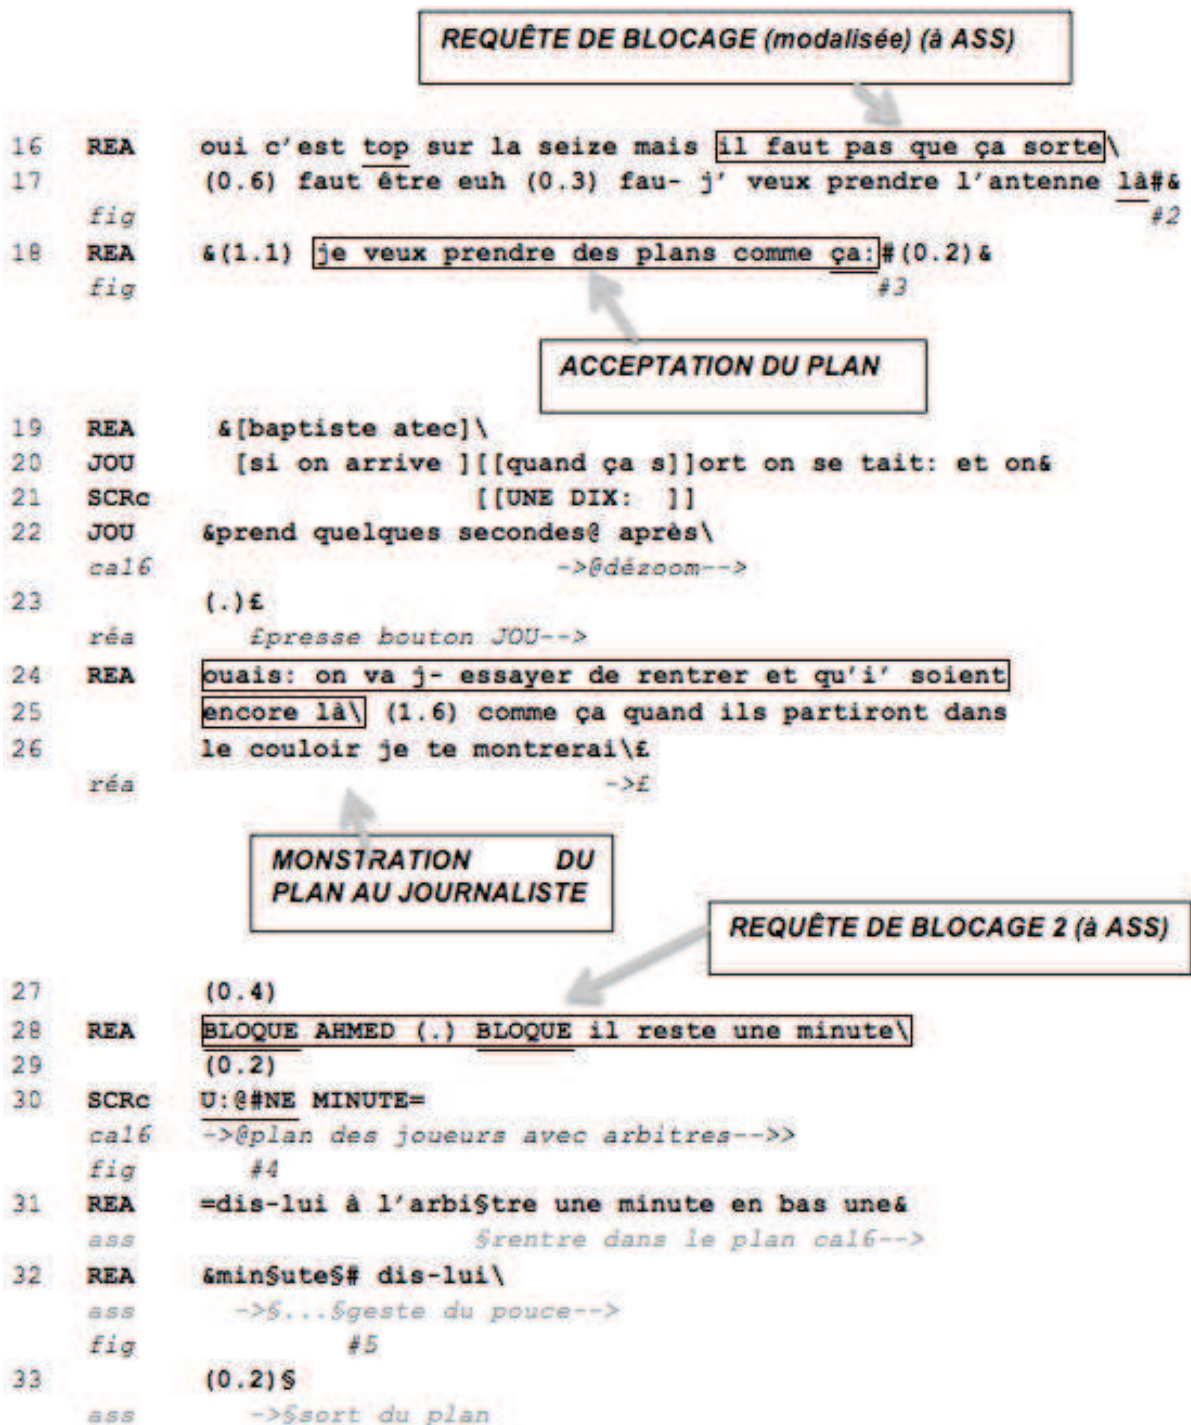 REQUÊTE DE BLOCAGE (modalisée) (à ASS)
16 REA oui c'est top sur la seize mais il faut pas que ça sorte\
17 (0.6) faut être euh (0.3) fau- j' veux prendre l'antenne là#&
fig #2
18 REA &(1.1) je veux prendre des plans comme ça:#(0.2)&
fig #3
ACCEPTATION DU PLAN
19 REA &[baptiste atec]\
20 JOU [si on arrive ][[quand ça s]]ort on se tait: et on&
21 SCRc [[UNE DIX: ]]
22 JOU &prend quelques secondes@ après\
ca16 ->@dézoom-->
23 (.)£
réa £presse bouton JOU-->
24 REA ouais: on va j- essayer de rentrer et qu'i' soient
25 encore là\ (1.6) comme ça quand ils partiront dans
26 le couloir je te montrerai\£
réa ->£
MONSTRATION DU
PLAN AU JOURNALISTE
REQUÊTE DE BLOCAGE 2 (à ASS)
27 (0.4)
28 REA BLOQUE AHMED (.) BLOQUE il reste une minute\
29 (0.2)
30 SCRc U:@#NE MINUTE=
ca16 ->@plan des joueurs avec arbitres-->>
fig #4
31 REA =dis-lui à l'arbi§tre une minute en bas une&
ass §rentre dans le plan ca16-->
32 REA &min§ute§# dis-lui\
ass ->§...§geste du pouce-->
fig #5
33 (0.2)§
ass ->§sort du plan